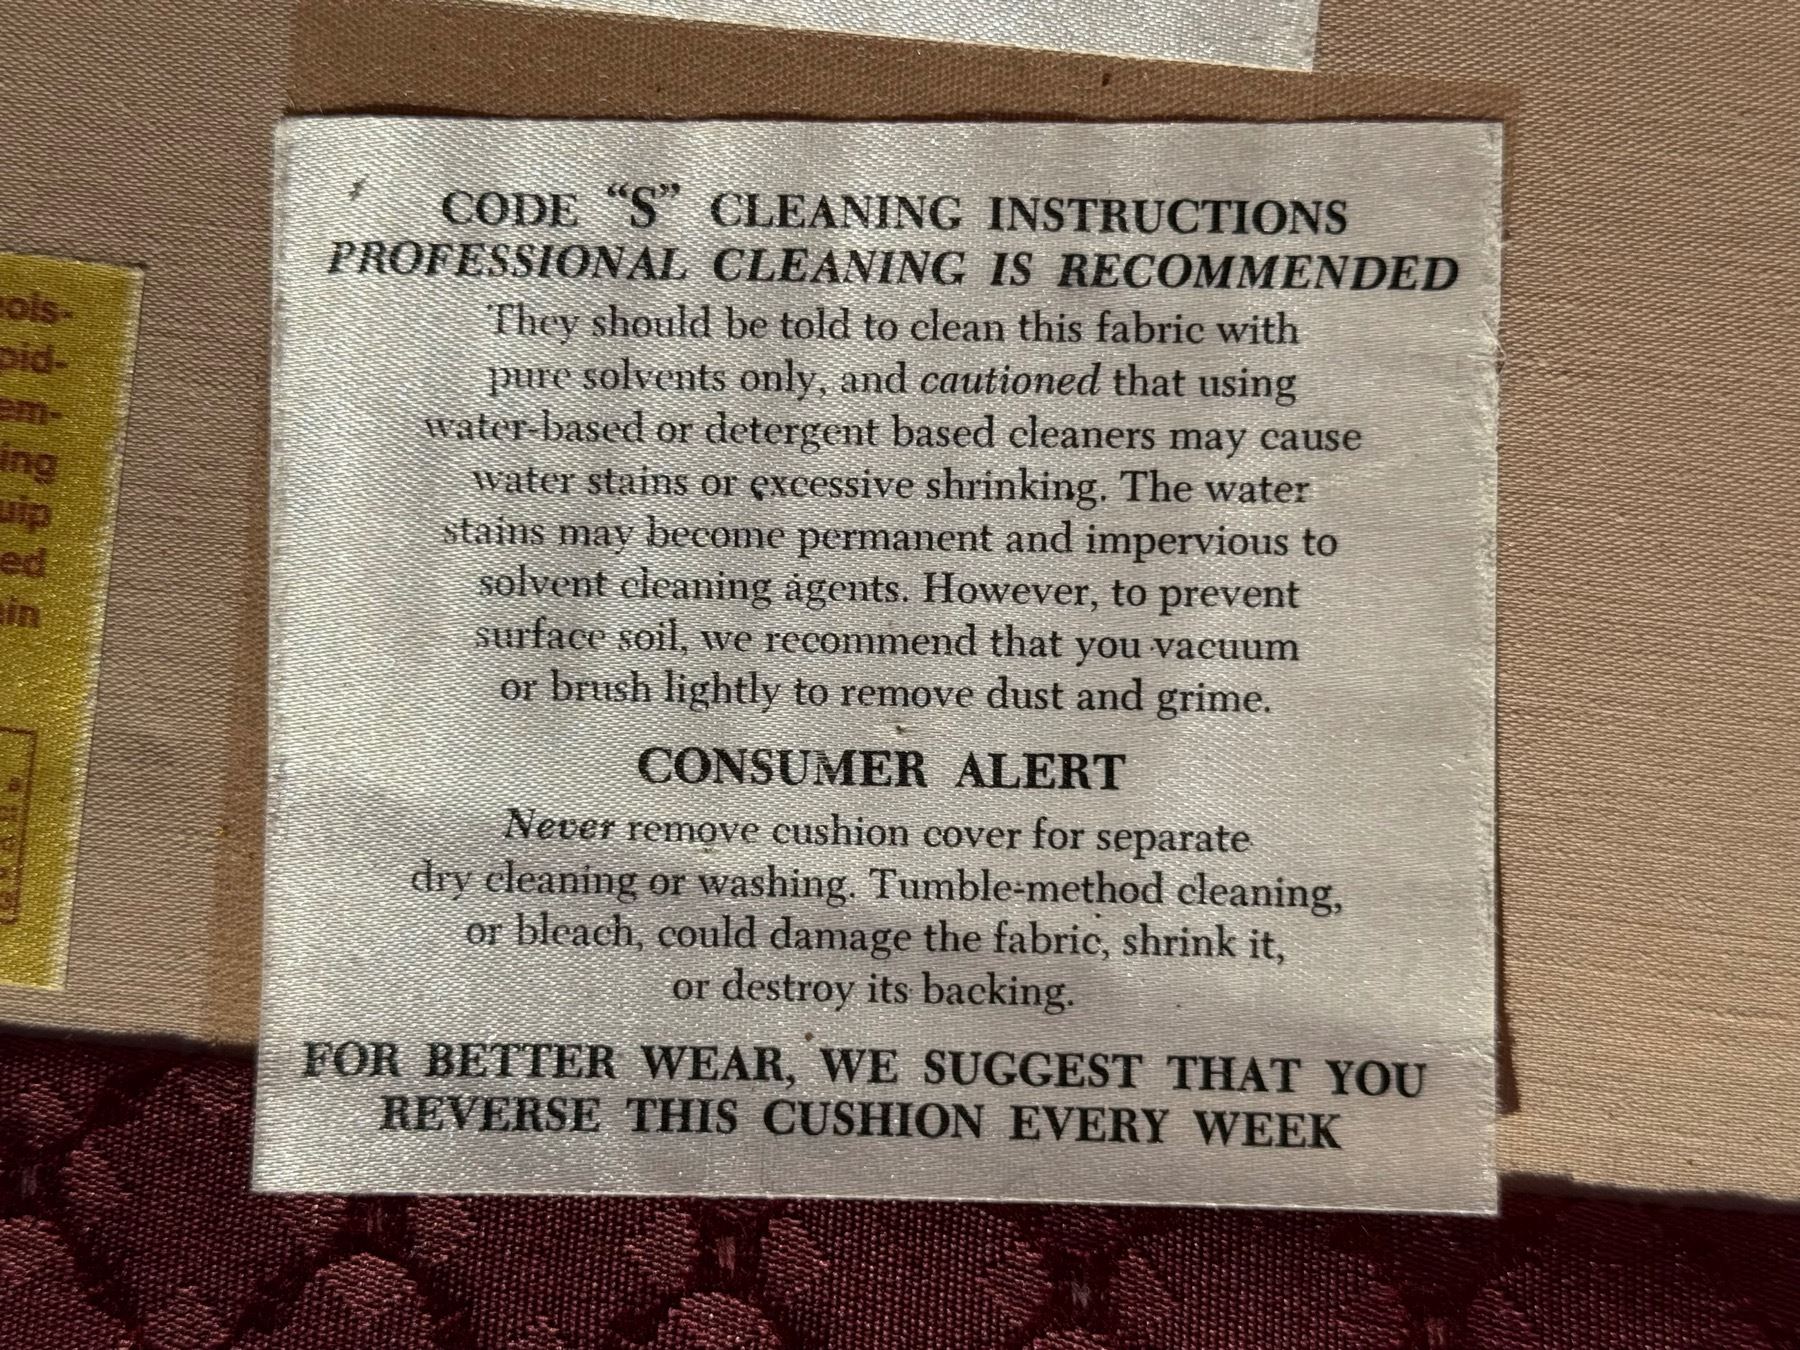 CODE “S” CLEANING INSTRUCTIONS
PROFESSIONAL CLEANING IS RECOMMENDED
They should be told to clean this fabric with
pure solvents only, and cautioned that using
water-based or detergent based cleaners may cause
water stains or excessive shrinking. The water
stains may become permanent and impervious to
solvent cleaning agents. However, to prevent
surface soil, we recommend that you vacuum
or brush lightly to remove dust and grime.
CONSUMER ALERT
Never remove cushion cover for separate
dry cleaning or washing. Tumble-method cleaning,
or bleach, could damage the fabric, shrink it,
or destroy its backing.
FOR BETTER WEAR, WE SUGGEST THAT YOU
REVERSE THIS CUSHION EVERY WEEK